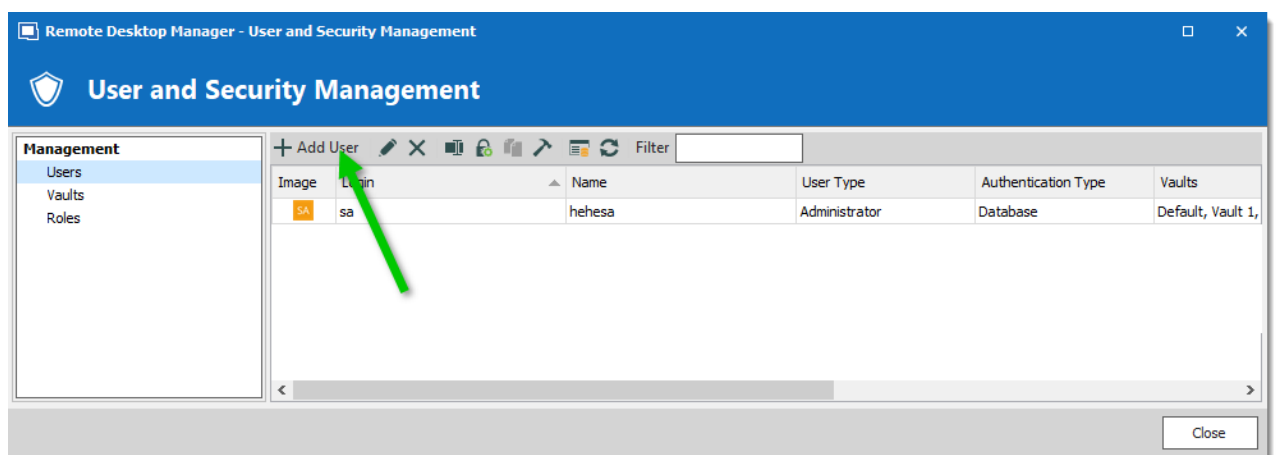 Remote Desktop Manager - User and Security Management
User and Security Management
Management
Users
Vaults
Roles
Add User Filter
Image Login Name User Type Authentication Type Vaults
SA sa hehesa Administrator Database Default, Vault 1,
Close